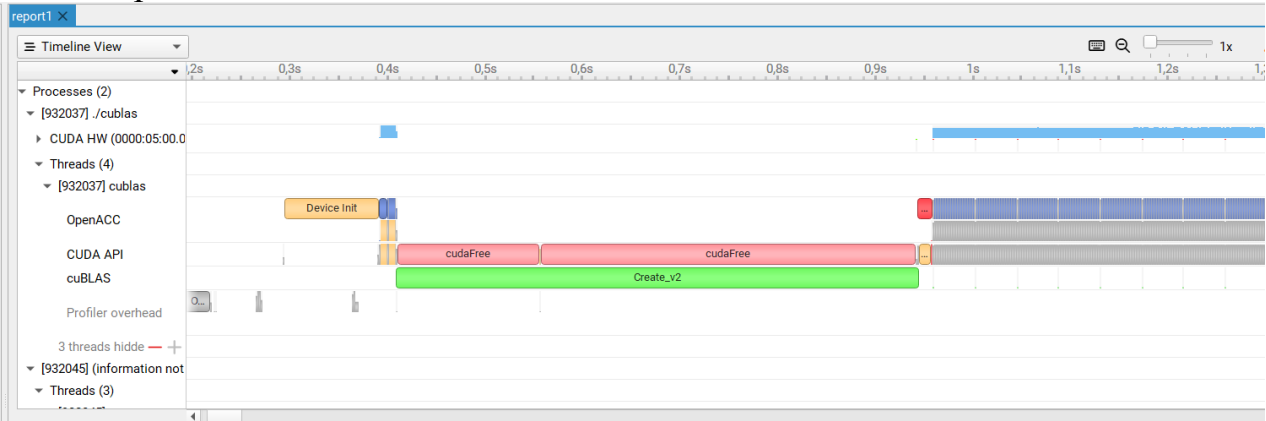 report1 ×
Timeline View 1x
,2s 0,3s 0,4s 0,5s 0,6s 0,7s 0,8s 0,9s 1s 1,1s 1,2s 1,
Processes (2)
[932037] ./cublas
CUDA HW (0000:05:00.0
Threads (4)
[932037] cublas
OpenACC Device Init ...
CUDA API cudaFree cudaFree ...
cuBLAS Create_v2
Profiler overhead O...
3 threads hidde
[932045] (information not
Threads (3)